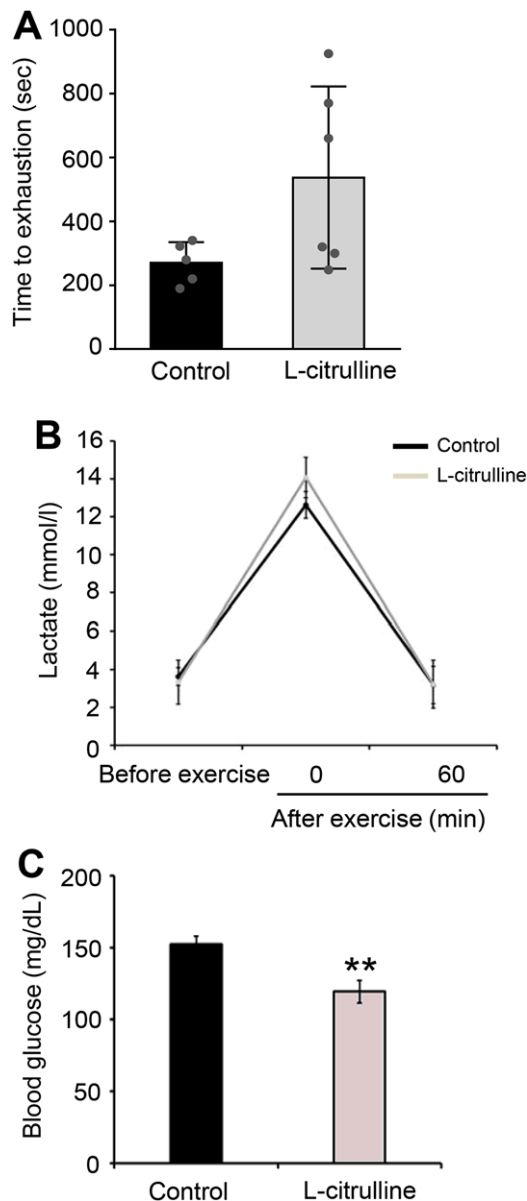 A
Time to exhaustion (sec)
1000
800
600
400
200
0
Control L-citrulline
B
Lactate (mmol/l)
16
14
12
10
8
6
4
2
0
Control
L-citrulline
Before exercise 0 60
After exercise (min)
C
Blood glucose (mg/dL)
200
150
100
50
0
**
Control L-citrulline